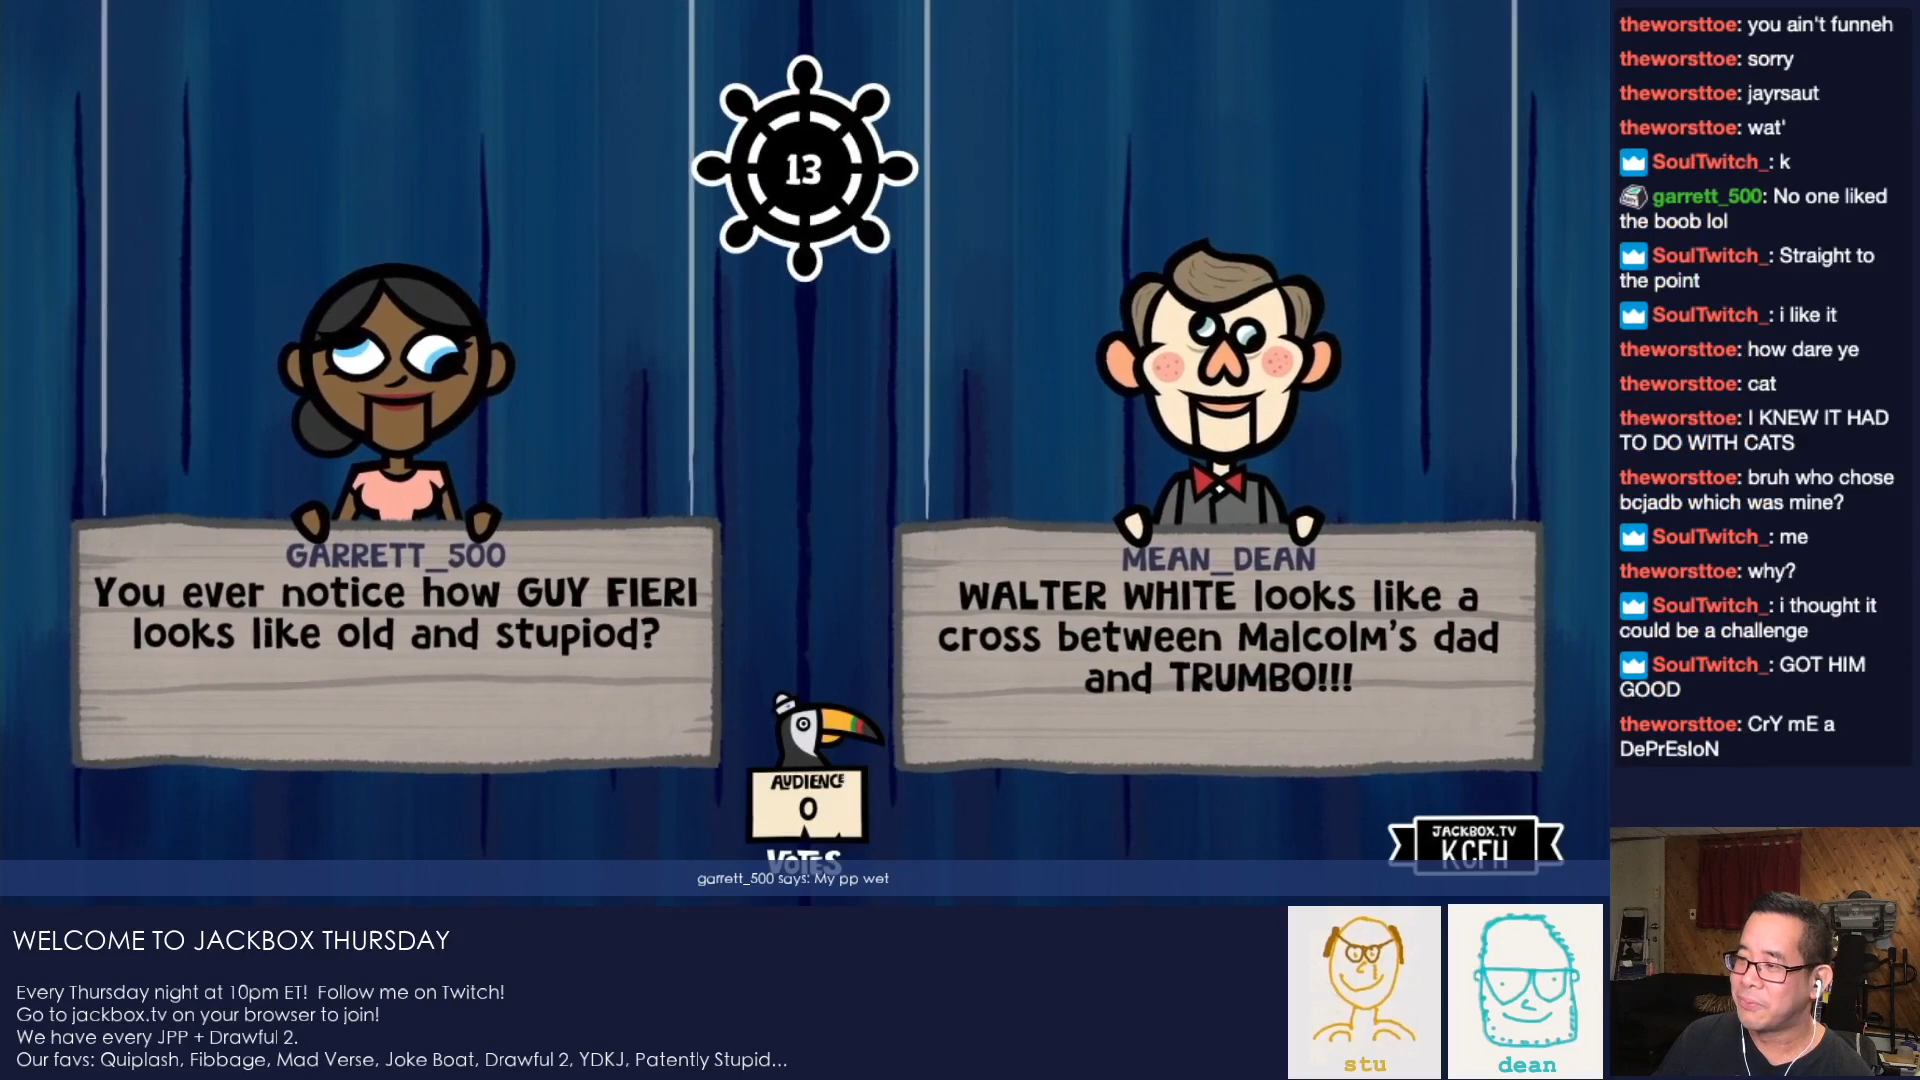 13
GARRETT_500
You ever notice how GUY FIERI
looks like old and stupiod?
MEAN_DEAN
WALTER WHITE looks like a
cross between Malcolm's dad
and TRUMBO!!!
AUDIENCE
0
VOTES
JACKBOX.TV
KCFH
garrett_500 says: My pp wet
theworsttoe: you ain't funneh
theworsttoe: sorry
theworsttoe: jayrsaut
theworsttoe: wat'
SoulTwitch_: k
garrett_500: No one liked
the boob lol
SoulTwitch_: Straight to
the point
SoulTwitch_: i like it
theworsttoe: how dare ye
theworsttoe: cat
theworsttoe: I KNEW IT HAD
TO DO WITH CATS
theworsttoe: bruh who chose
bcjadb which was mine?
SoulTwitch_: me
theworsttoe: why?
SoulTwitch_: i thought it
could be a challenge
SoulTwitch_: GOT HIM
GOOD
theworsttoe: CrY mE a
DePrEsIoN
WELCOME TO JACKBOX THURSDAY
Every Thursday night at 10pm ET! Follow me on Twitch!
Go to jackbox.tv on your browser to join!
We have every JPP + Drawful 2.
Our favs: Quiplash, Fibbage, Mad Verse, Joke Boat, Drawful 2, YDKJ, Patently Stupid...
stu
dean